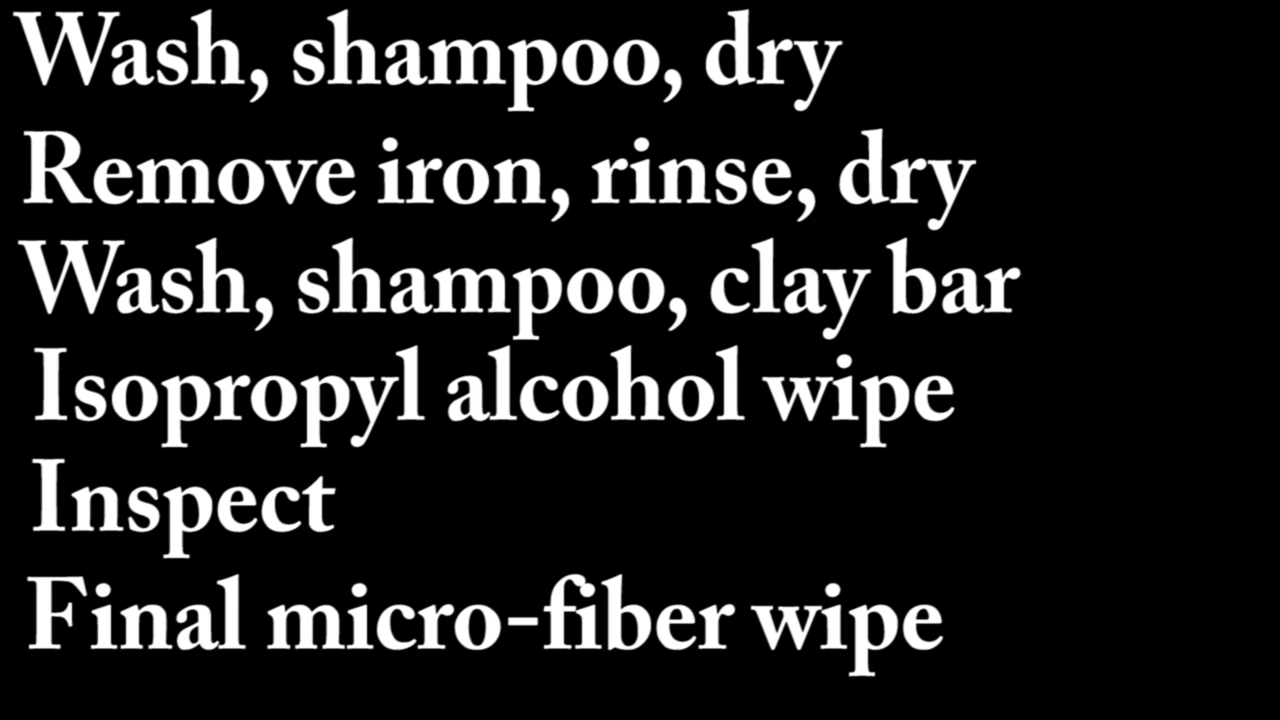 Wash, shampoo, dry
Remove iron, rinse, dry
Wash, shampoo, clay bar
Isopropyl alcohol wipe
Inspect
Final micro-fiber wipe